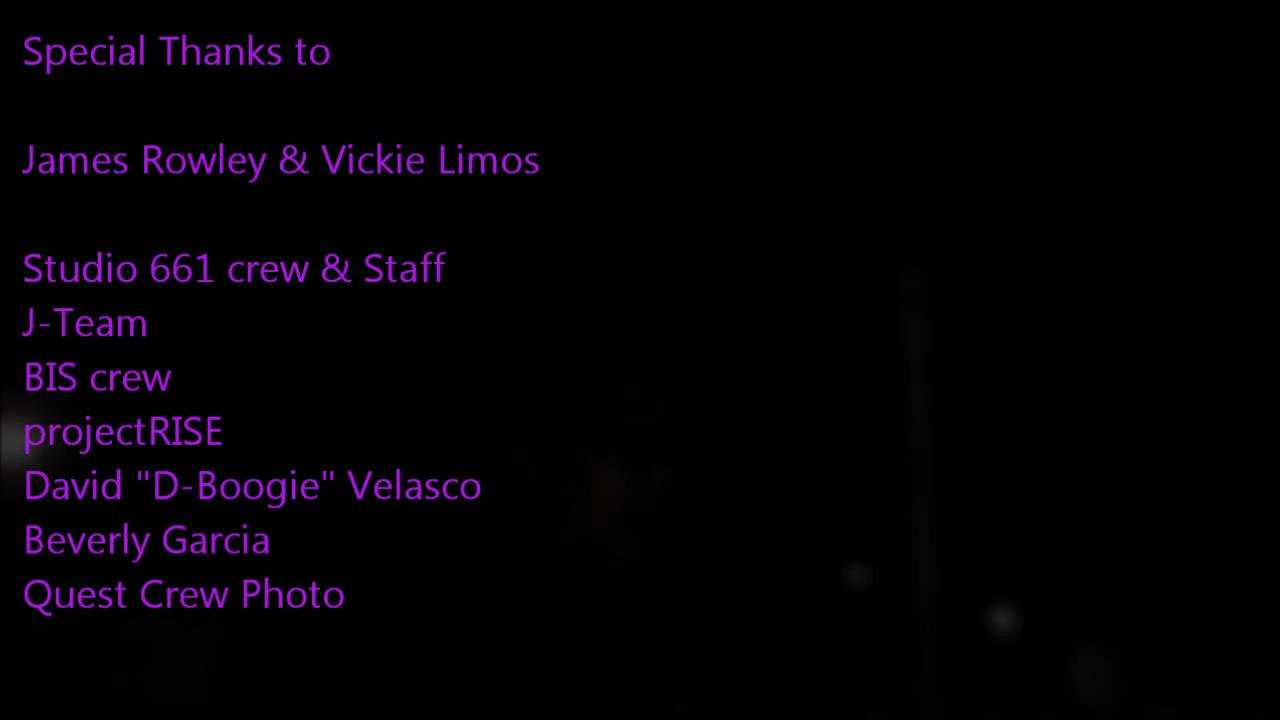 Special Thanks to
James Rowley & Vickie Limos
Studio 661 crew & Staff
J-Team
BIS crew
projectRISE
David "D-Boogie" Velasco
Beverly Garcia
Quest Crew Photo